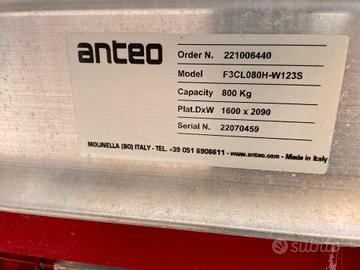 anteo
Order N. 221006440
Model F3CL080H-W123S
Capacity 800 Kg
Plat.DxW 1600 x 2090
Serial N. 22070459
MOLINELLA (BO) ITALY - TEL. +39 051 6906611 - www.anteo.com - Made in Italy
subito